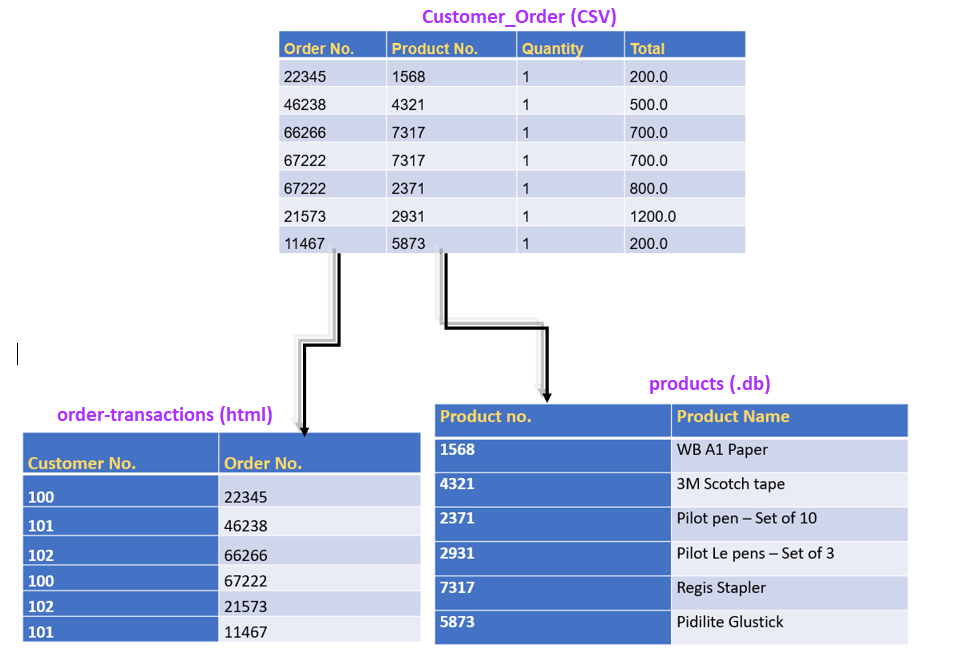 Customer_Order (CSV)
Order No. Product No. Quantity Total
22345 1568 1 200.0
46238 4321 1 500.0
66266 7317 1 700.0
67222 7317 1 700.0
67222 2371 1 800.0
21573 2931 1 1200.0
11467 5873 1 200.0
order-transactions (html)
Customer No. Order No.
100 22345
101 46238
102 66266
100 67222
102 21573
101 11467
products (.db)
Product no. Product Name
1568 WB A1 Paper
4321 3M Scotch tape
2371 Pilot pen – Set of 10
2931 Pilot Le pens – Set of 3
7317 Regis Stapler
5873 Pidilite Glustick